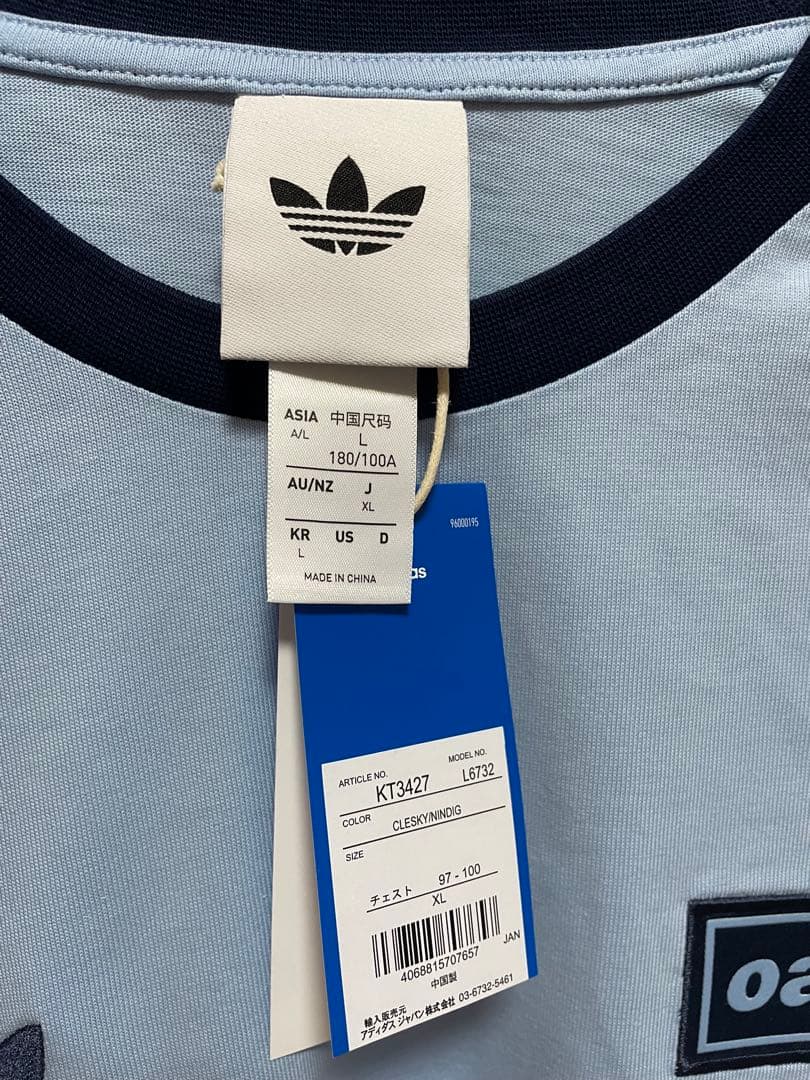 ASIA 中国尺码
A/L L
180/100A
AU/NZ J
XL
KR US D
L
MADE IN CHINA
96000195
as
ARTICLE NO. MODEL NO.
KT3427 L6732
COLOR
CLESKY/NINDIG
SIZE
チェスト 97 - 100
XL
JAN
4068815707657
中国製
輸入販売元
アディダス ジャパン株式会社 03-6732-5461
oa